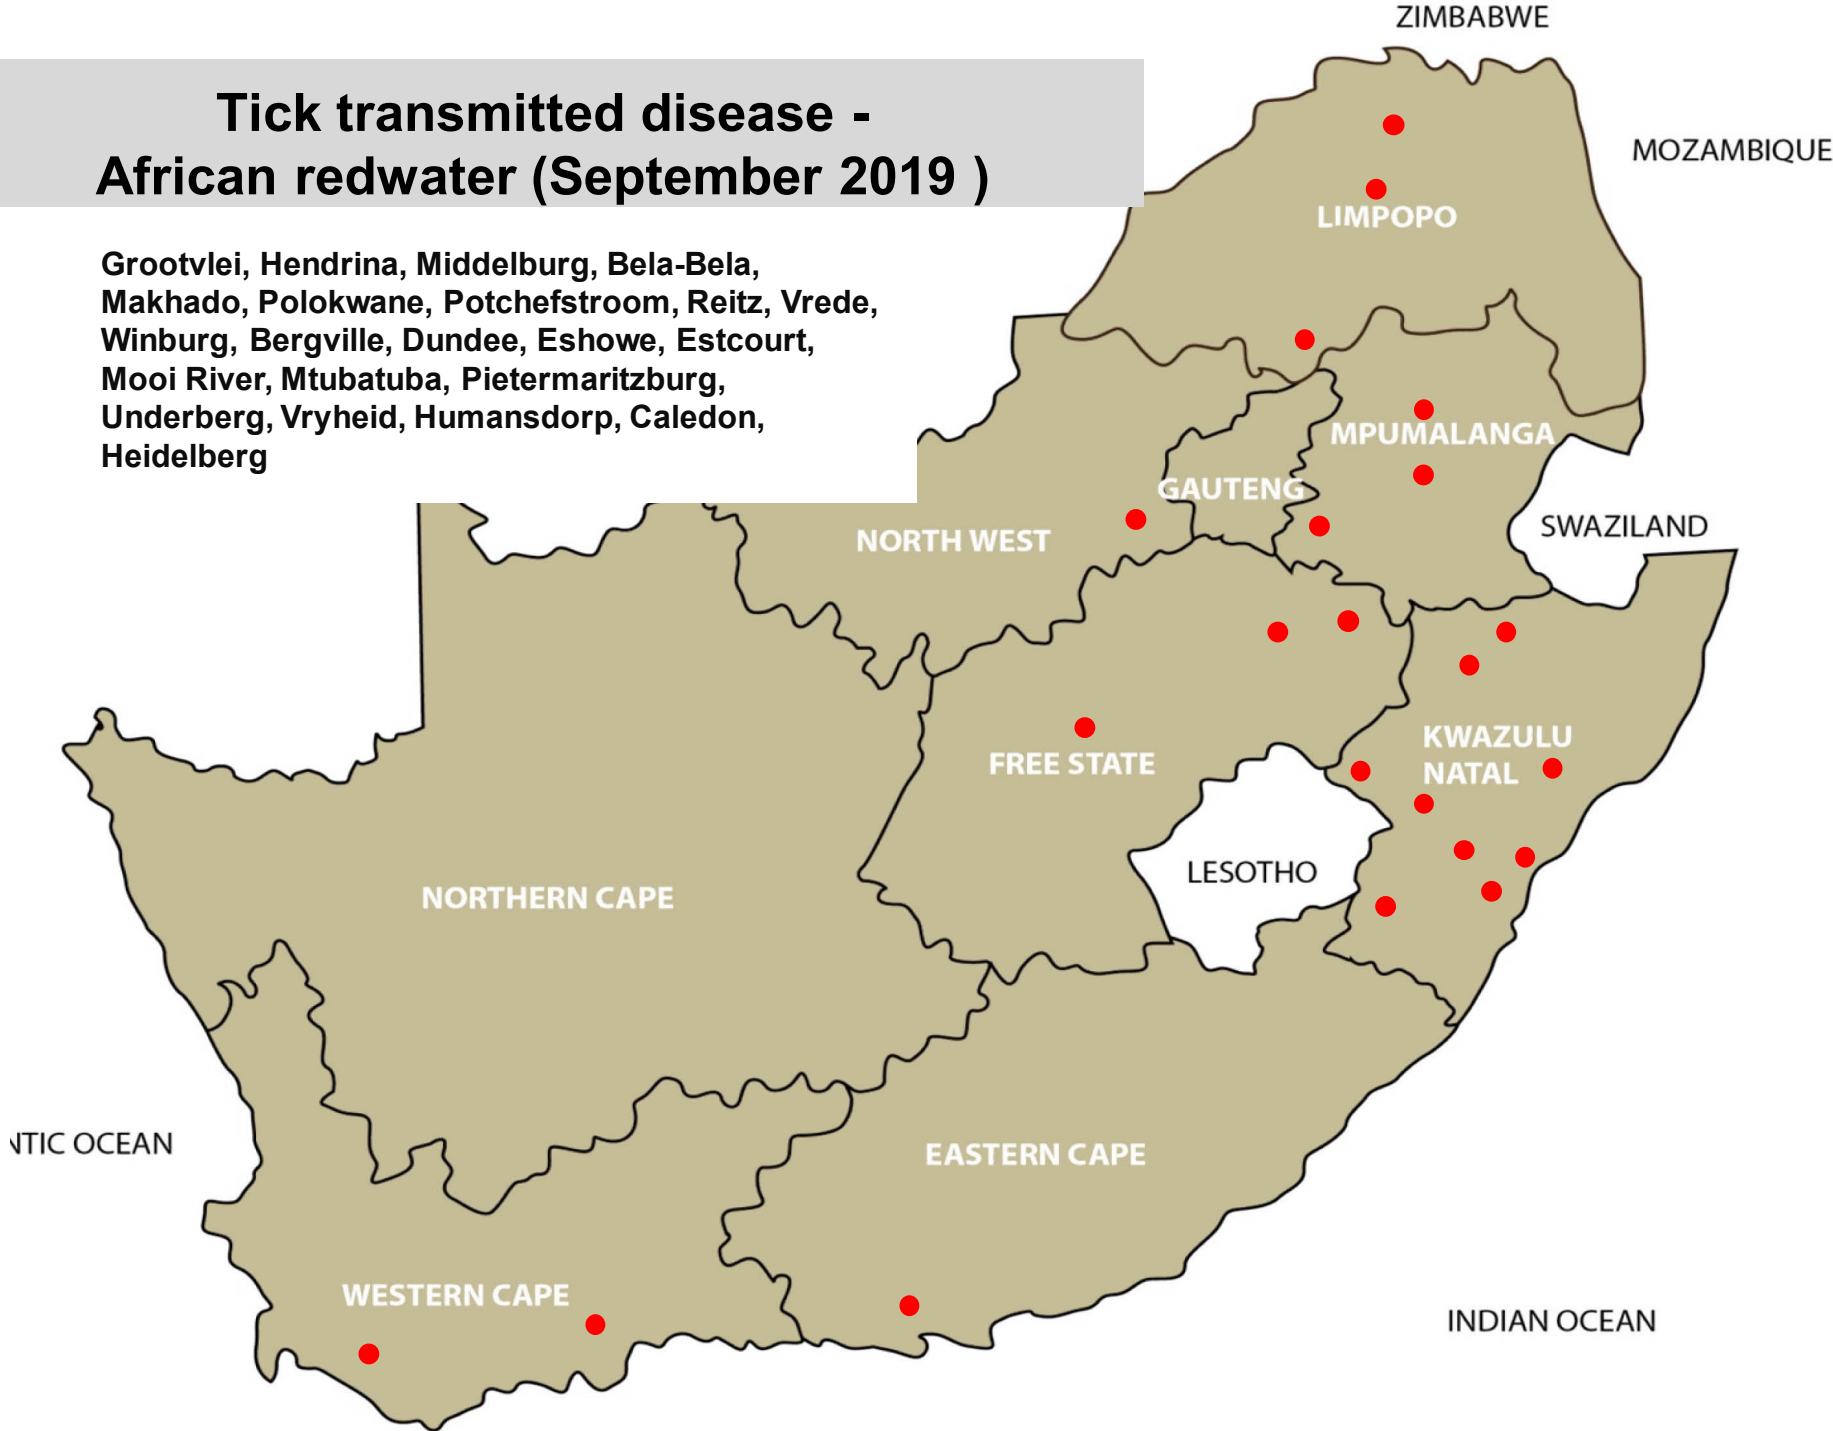 ZIMBABWE
Tick transmitted disease -
African redwater (September 2019 )
MOZAMBIQUE
LIMPOPO
Grootvlei, Hendrina, Middelburg, Bela-Bela,
Makhado, Polokwane, Potchefstroom, Reitz, Vrede,
Winburg, Bergville, Dundee, Eshowe, Estcourt,
Mooi River, Mtubatuba, Pietermaritzburg,
Underberg, Vryheid, Humansdorp, Caledon,
Heidelberg
MPUMALANGA
GAUTENG
SWAZILAND
NORTH WEST
KWAZULU
NATAL
FREE STATE
LESOTHO
NORTHERN CAPE
NTIC OCEAN
EASTERN CAPE
WESTERN CAPE
INDIAN OCEAN